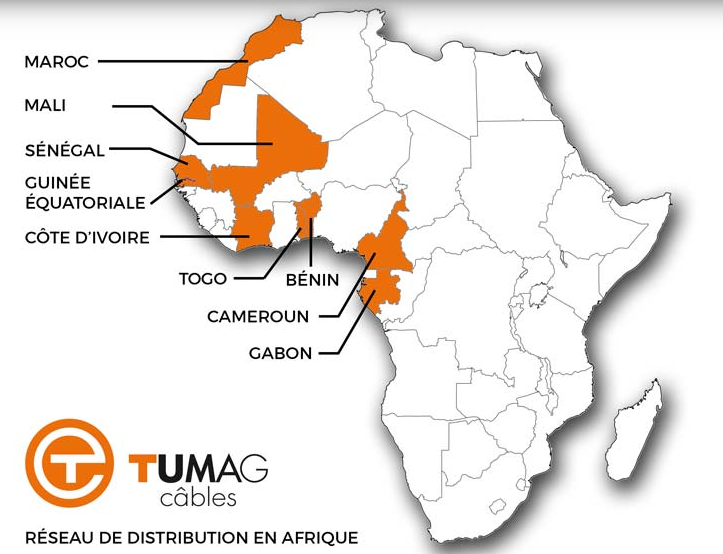 MAROC
MALI
SÉNÉGAL
GUINÉE
ÉQUATORIALE
CÔTE D'IVOIRE
TOGO
BÉNIN
CAMEROUN
GABON
TUMAG
câbles
RÉSEAU DE DISTRIBUTION EN AFRIQUE